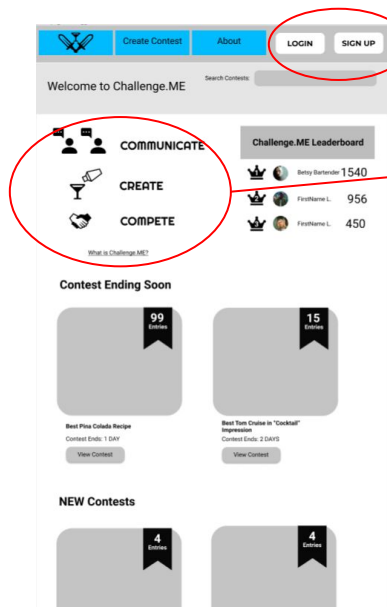 Create Contest About LOGIN SIGN UP
Welcome to Challenge.ME Search Contests:
COMMUNICATE
CREATE
COMPETE
What is Challenge.ME?
Challenge.ME Leaderboard
Betsy Bartender 1540
FirstName L. 956
FirstName L. 450
Contest Ending Soon
99
Entries
Best Pina Colada Recipe
Contest Ends: 1 DAY
View Contest
15
Entries
Best Tom Cruise in "Cocktail"
Impression
Contest Ends: 2 DAYS
View Contest
NEW Contests
4
Entries
4
Entries